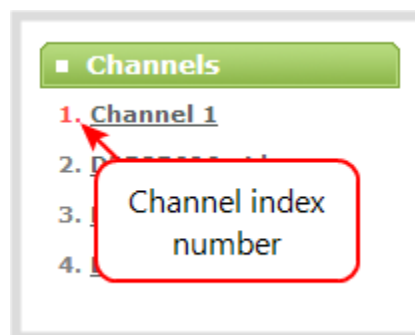 Channels
1. Channel 1
2.
3.
4.
Channel index
number